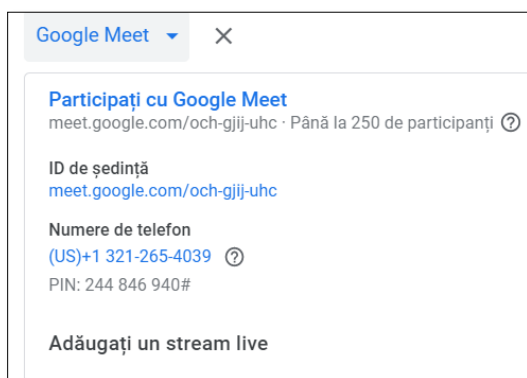 Google Meet
Participați cu Google Meet
meet.google.com/och-gjij-uhc · Până la 250 de participanți
ID de ședință
meet.google.com/och-gjij-uhc
Numere de telefon
(US)+1 321-265-4039
PIN: 244 846 940#
Adăugați un stream live